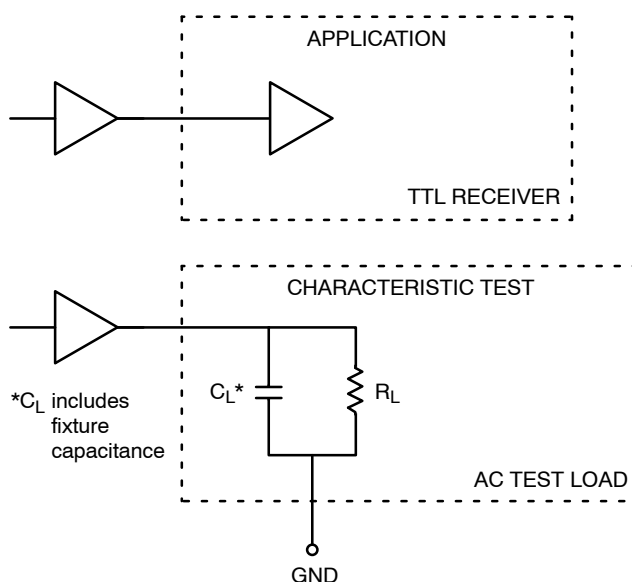 APPLICATION
TTL RECEIVER
CHARACTERISTIC TEST
*CL includes
fixture
capacitance
CL*
RL
AC TEST LOAD
GND